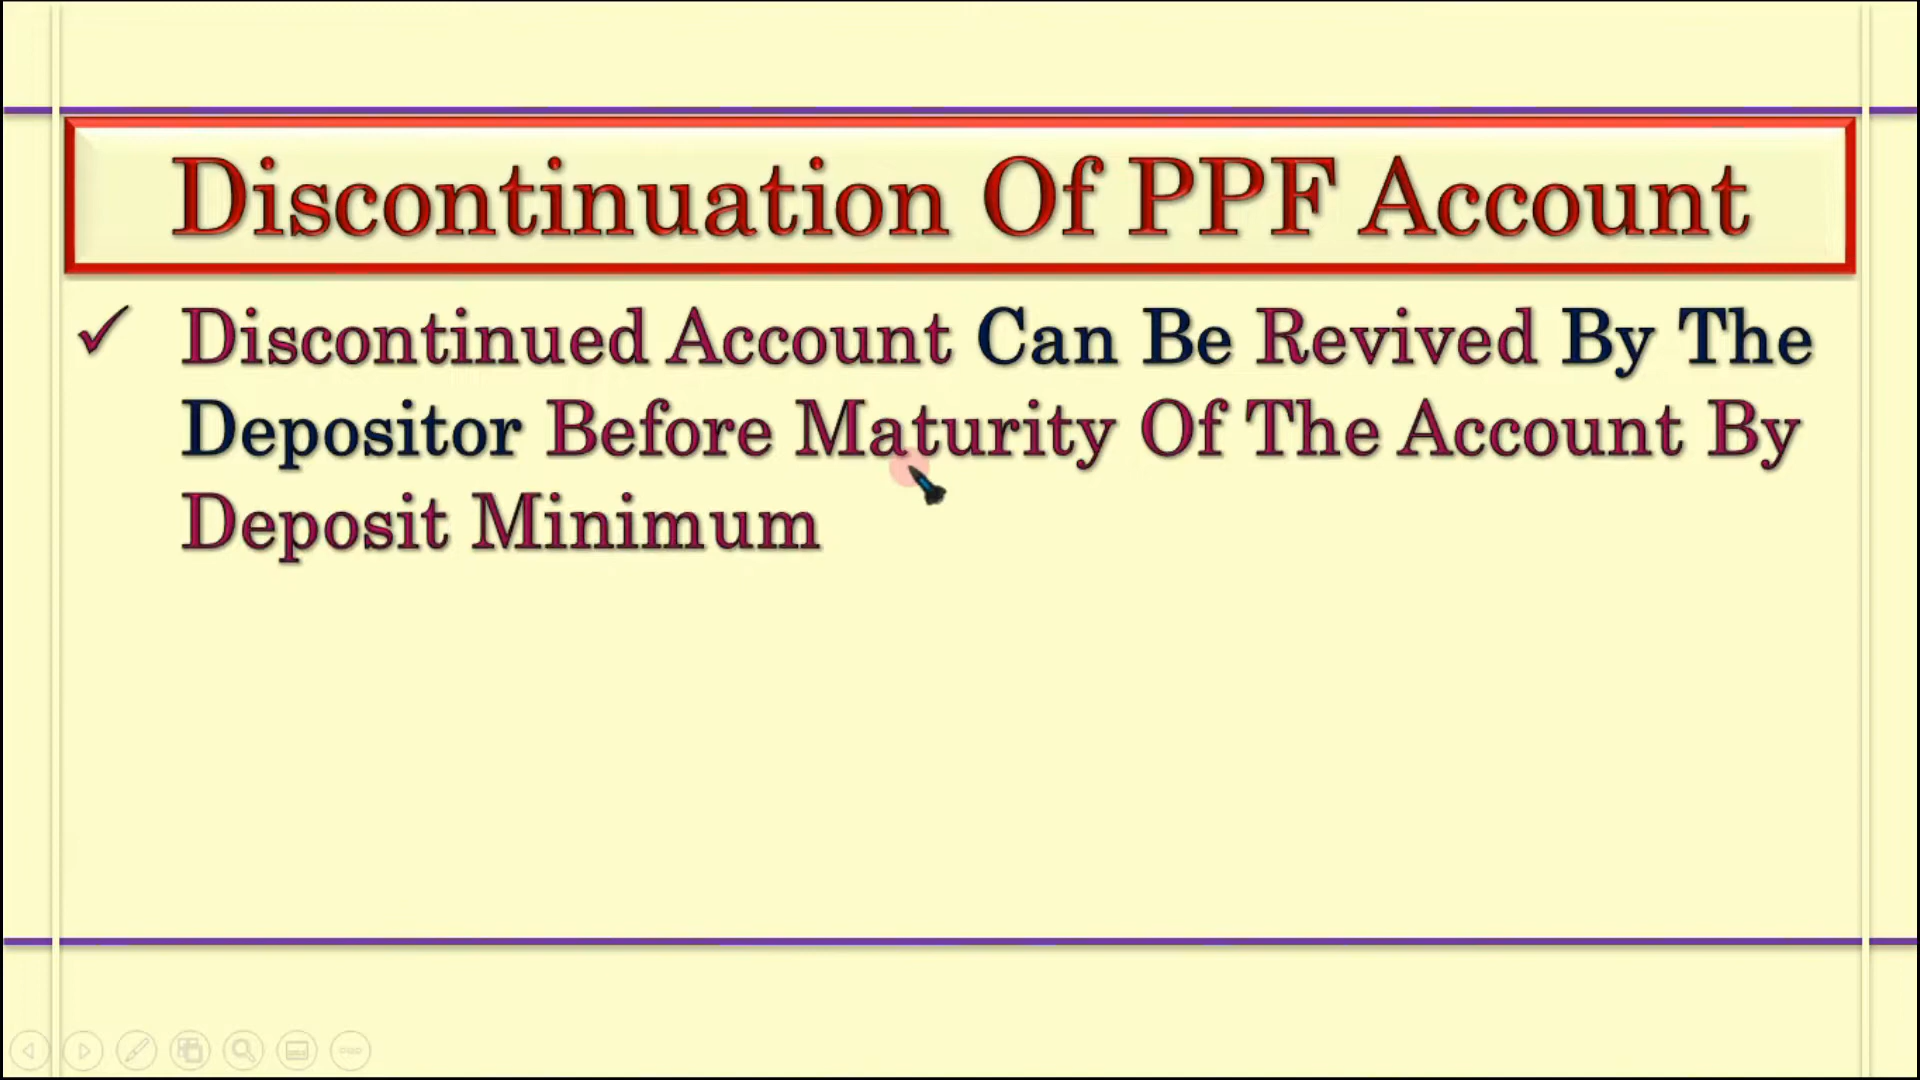 Discontinuation Of PPF Account
✓ Discontinued Account Can Be Revived By The
Depositor Before Maturity Of The Account By
Deposit Minimum